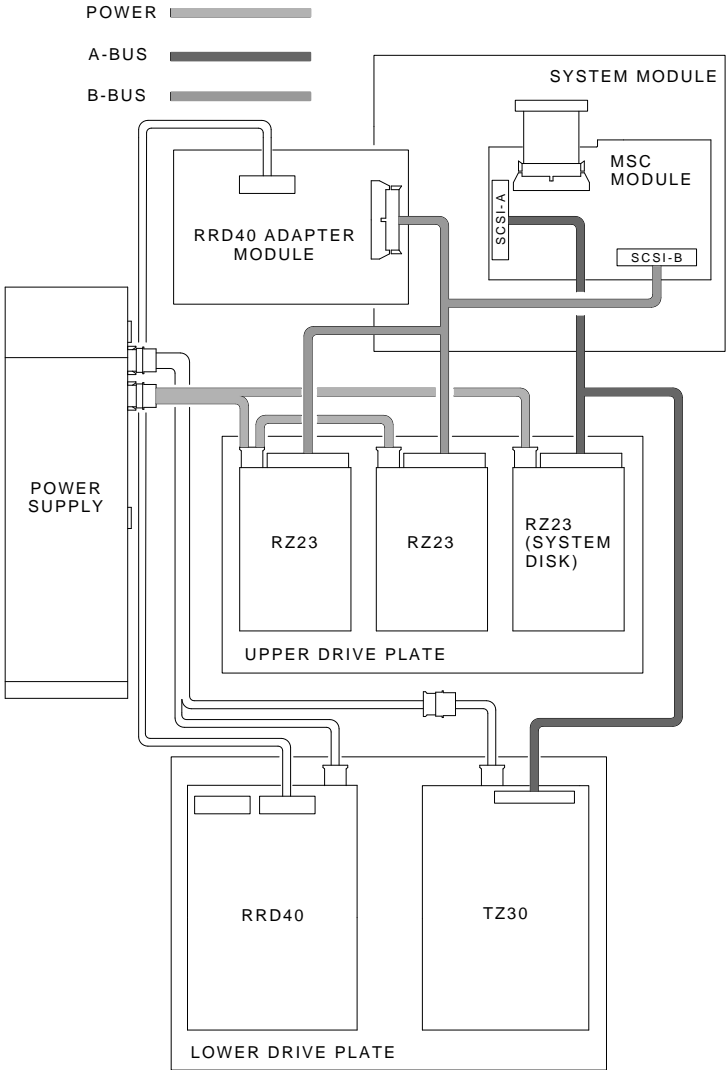 POWER
A-BUS
B-BUS
SYSTEM MODULE
MSC
MODULE
SCSI-A
SCSI-B
RRD40 ADAPTER
MODULE
POWER
SUPPLY
RZ23
RZ23
RZ23
(SYSTEM
DISK)
UPPER DRIVE PLATE
RRD40
TZ30
LOWER DRIVE PLATE